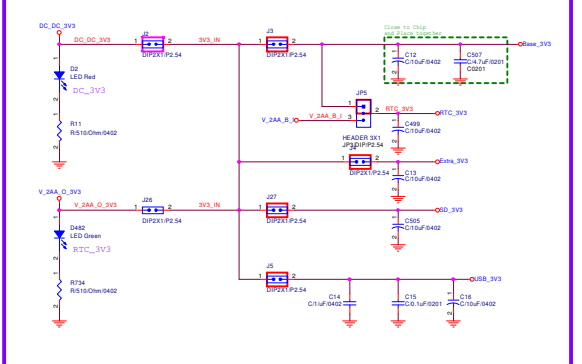 Close to Chip
and Place together
DC_DC_3V3
DC_DC_3V3
1 J2 2
3V3_IN
1 J3 2
Base_3V3
DIP2X1/P2.54
DIP2X1/P2.54
D2
LED Red
DC_3V3
C12
C/10uF/0402
C507
C/4.7uF/0201
C0201
R11
R/510/Ohm/0402
JP5
1
2
3
RTC_3V3
RTC_3V3
V_2AA_B_I
V_2AA_B_I
HEADER 3X1
JP3/DIP/P2.54
C499
C/10uF/0402
1 J4 2
Extra_3V3
DIP2X1/P2.54
C13
C/10uF/0402
V_2AA_O_3V3
V_2AA_O_3V3
1 J26 2
3V3_IN
1 J27 2
SD_3V3
DIP2X1/P2.54
DIP2X1/P2.54
D482
LED Green
RTC_3V3
C505
C/10uF/0402
R734
R/510/Ohm/0402
1 J5 2
USB_3V3
DIP2X1/P2.54
C14
C/1/uF/0402
C15
C/0.1uF/0201
C16
C/10uF/0402